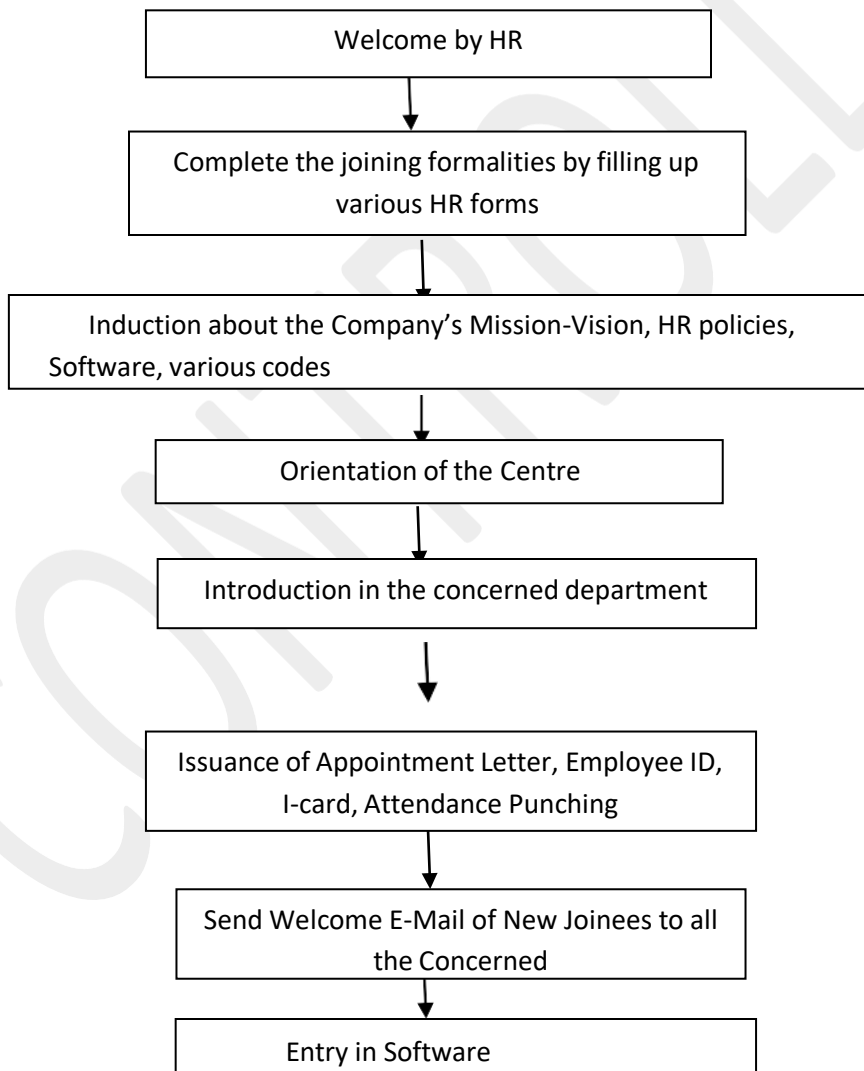 Welcome by HR
Complete the joining formalities by filling up
various HR forms
Induction about the Company’s Mission-Vision, HR policies,
Software, various codes
Orientation of the Centre
Introduction in the concerned department
Issuance of Appointment Letter, Employee ID,
I-card, Attendance Punching
Send Welcome E-Mail of New Joinees to all
the Concerned
Entry in Software